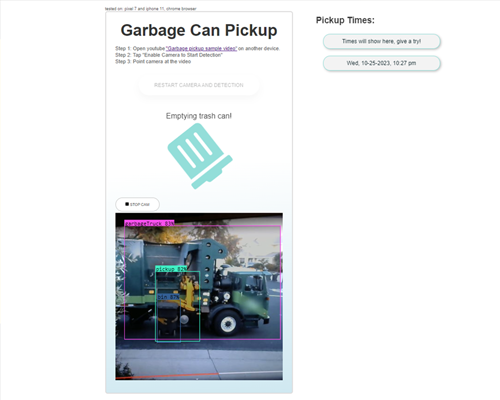 tested on: pixel 7 and iphone 11, chrome browser
Garbage Can Pickup
Step 1: Open youtube "Garbage pickup sample video" on another device.
Step 2: Tap "Enable Camera to Start Detection"
Step 3: Point camera at the video
RESTART CAMERA AND DETECTION
Emptying trash can!
STOP CAM
garbageTruck 83%
pickup 82%
Pickup Times:
Times will show here, give a try!
Wed, 10-25-2023, 10:27 pm